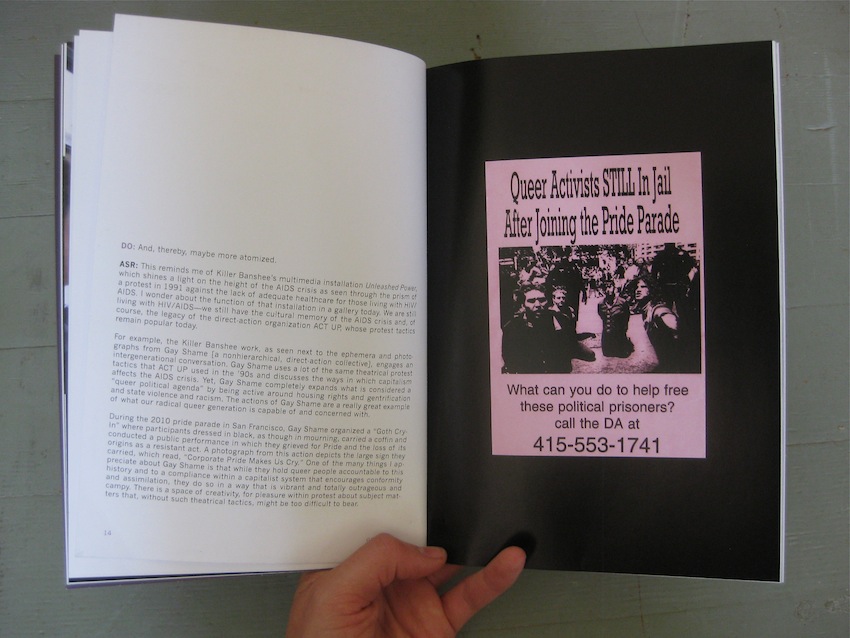 DO: And, thereby, maybe more atomized.
ASR: This reminds me of Killer Banshee's multimedia installation Unleashed Power,
which shines a light on the height of the AIDS crisis as seen through the prism of
a protest in 1991 against the lack of adequate healthcare for those living with HIV/
AIDS. I wonder about the function of that installation in a gallery today. We are still
living with HIV/AIDS—we still have the cultural memory of the AIDS crisis and, of
course, the legacy of the direct-action organization ACT UP, whose protest tactics
remain popular today.
For example, the Killer Banshee work, as seen next to the ephemera and photo-
graphs from Gay Shame [a nonhierarchical, direct-action collective], engages an
intergenerational conversation. Gay Shame uses a lot of the same theatrical protest
tactics that ACT UP used in the '90s and discusses the ways in which capitalism
affects the AIDS crisis. Yet, Gay Shame completely expands what is considered a
"queer political agenda" by being active around housing rights and gentrification
and state violence and racism. The actions of Gay Shame are a really great example
of what our radical queer generation is capable of and concerned with.
During the 2010 pride parade in San Francisco, Gay Shame organized a "Goth Cry-
In" where participants dressed in black, as though in mourning, carried a coffin and
conducted a public performance in which they grieved for Pride and the loss of its
origins as a resistant act. A photograph from this action depicts the large sign they
carried, which read, "Corporate Pride Makes Us Cry." One of the many things I ap-
preciate about Gay Shame is that while they hold queer people accountable to this
history and to a compliance within a capitalist system that encourages conformity
and assimilation, they do so in a way that is vibrant and totally outrageous and
campy. There is a space of creativity, for pleasure within protest about subject mat-
ters that, without such theatrical tactics, might be too difficult to bear.
14
Queer Activists STILL In Jail
After Joining the Pride Parade
What can you do to help free
these political prisoners?
call the DA at
415-553-1741